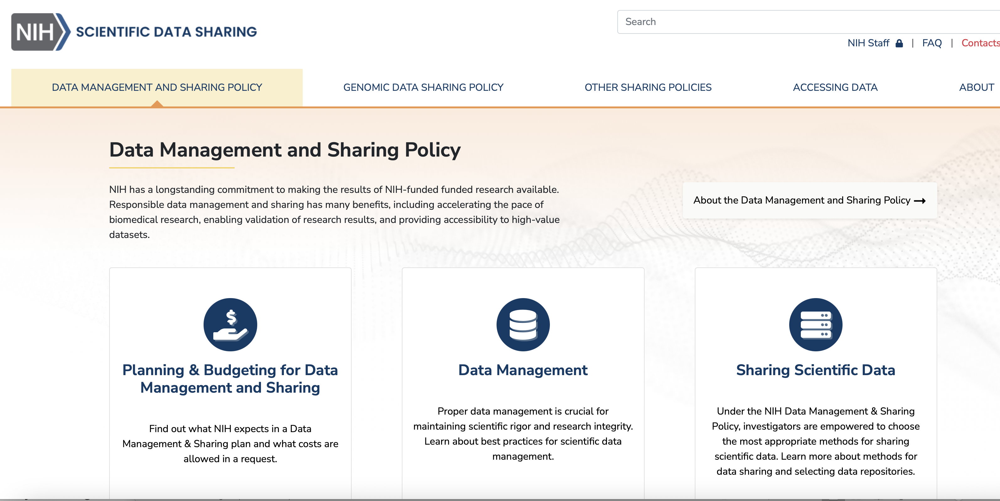 NIH SCIENTIFIC DATA SHARING
Search
NIH Staff | FAQ | Contacts
DATA MANAGEMENT AND SHARING POLICY
GENOMIC DATA SHARING POLICY
OTHER SHARING POLICIES
ACCESSING DATA
ABOUT
Data Management and Sharing Policy
NIH has a longstanding commitment to making the results of NIH-funded funded research available.
Responsible data management and sharing has many benefits, including accelerating the pace of
biomedical research, enabling validation of research results, and providing accessibility to high-value
datasets.
About the Data Management and Sharing Policy →
Planning & Budgeting for Data
Management and Sharing
Find out what NIH expects in a Data
Management & Sharing plan and what costs are
allowed in a request.
Data Management
Proper data management is crucial for
maintaining scientific rigor and research integrity.
Learn about best practices for scientific data
management.
Sharing Scientific Data
Under the NIH Data Management & Sharing
Policy, investigators are empowered to choose
the most appropriate methods for sharing
scientific data. Learn more about methods for
data sharing and selecting data repositories.